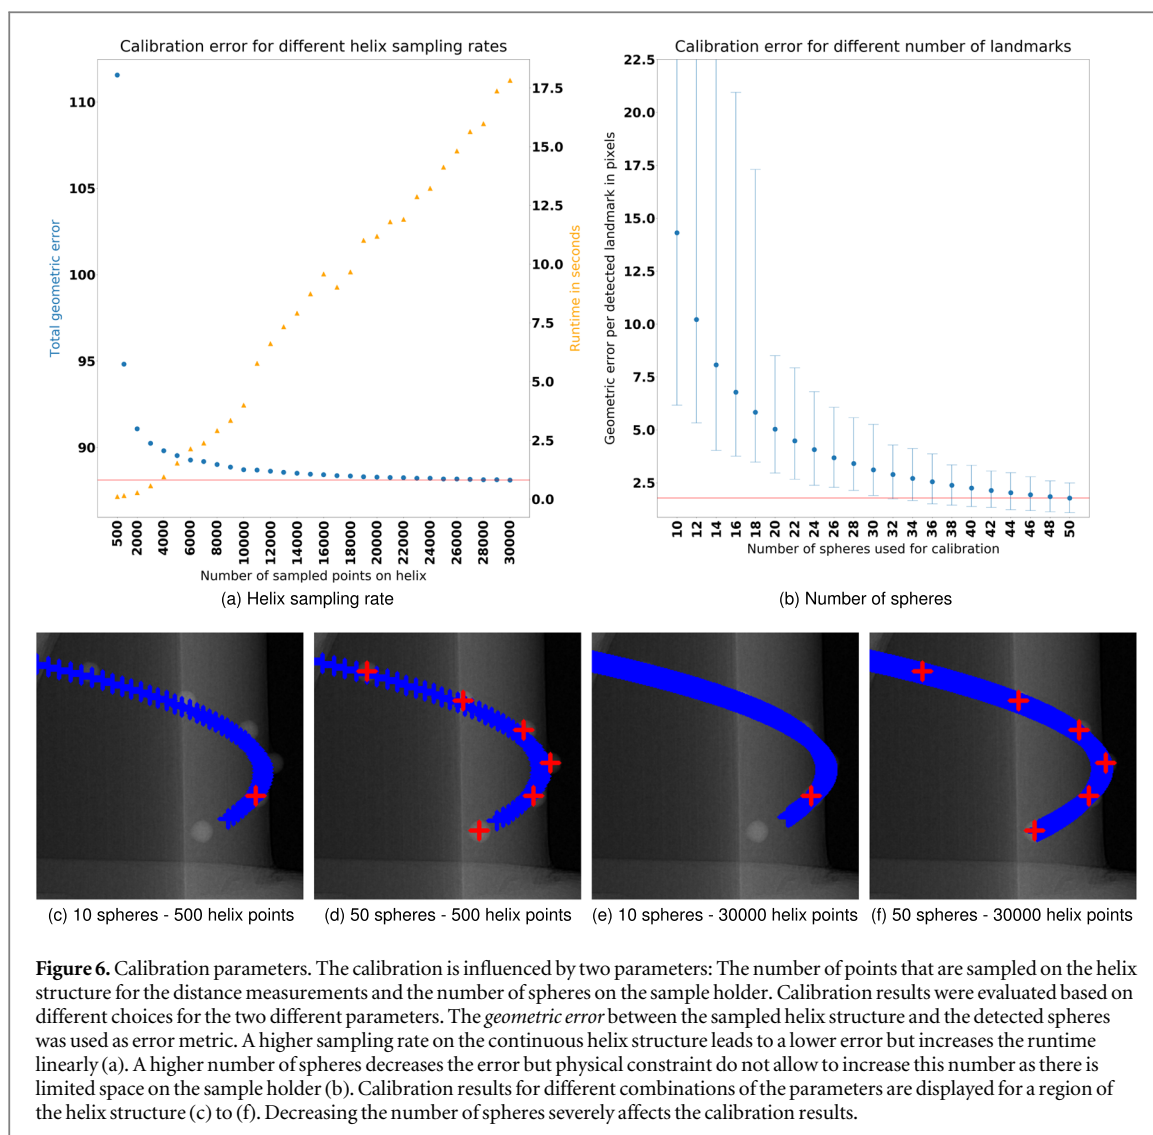 Calibration error for different helix sampling rates
110
105
100
95
90
Total geometric error
17.5
15.0
12.5
10.0
7.5
5.0
2.5
0.0
Runtime in seconds
500
2000
4000
6000
8000
10000
12000
14000
16000
18000
20000
22000
24000
26000
28000
30000
Number of sampled points on helix
(a) Helix sampling rate
Calibration error for different number of landmarks
22.5
20.0
17.5
15.0
12.5
10.0
7.5
5.0
2.5
Geometric error per detected landmark in pixels
10
12
14
16
18
20
22
24
26
28
30
32
34
36
38
40
42
44
46
48
50
Number of spheres used for calibration
(b) Number of spheres
(c) 10 spheres - 500 helix points
(d) 50 spheres - 500 helix points
(e) 10 spheres - 30000 helix points
(f) 50 spheres - 30000 helix points
Figure 6. Calibration parameters. The calibration is influenced by two parameters: The number of points that are sampled on the helix
structure for the distance measurements and the number of spheres on the sample holder. Calibration results were evaluated based on
different choices for the two different parameters. The geometric error between the sampled helix structure and the detected spheres
was used as error metric. A higher sampling rate on the continuous helix structure leads to a lower error but increases the runtime
linearly (a). A higher number of spheres decreases the error but physical constraint do not allow to increase this number as there is
limited space on the sample holder (b). Calibration results for different combinations of the parameters are displayed for a region of
the helix structure (c) to (f). Decreasing the number of spheres severely affects the calibration results.